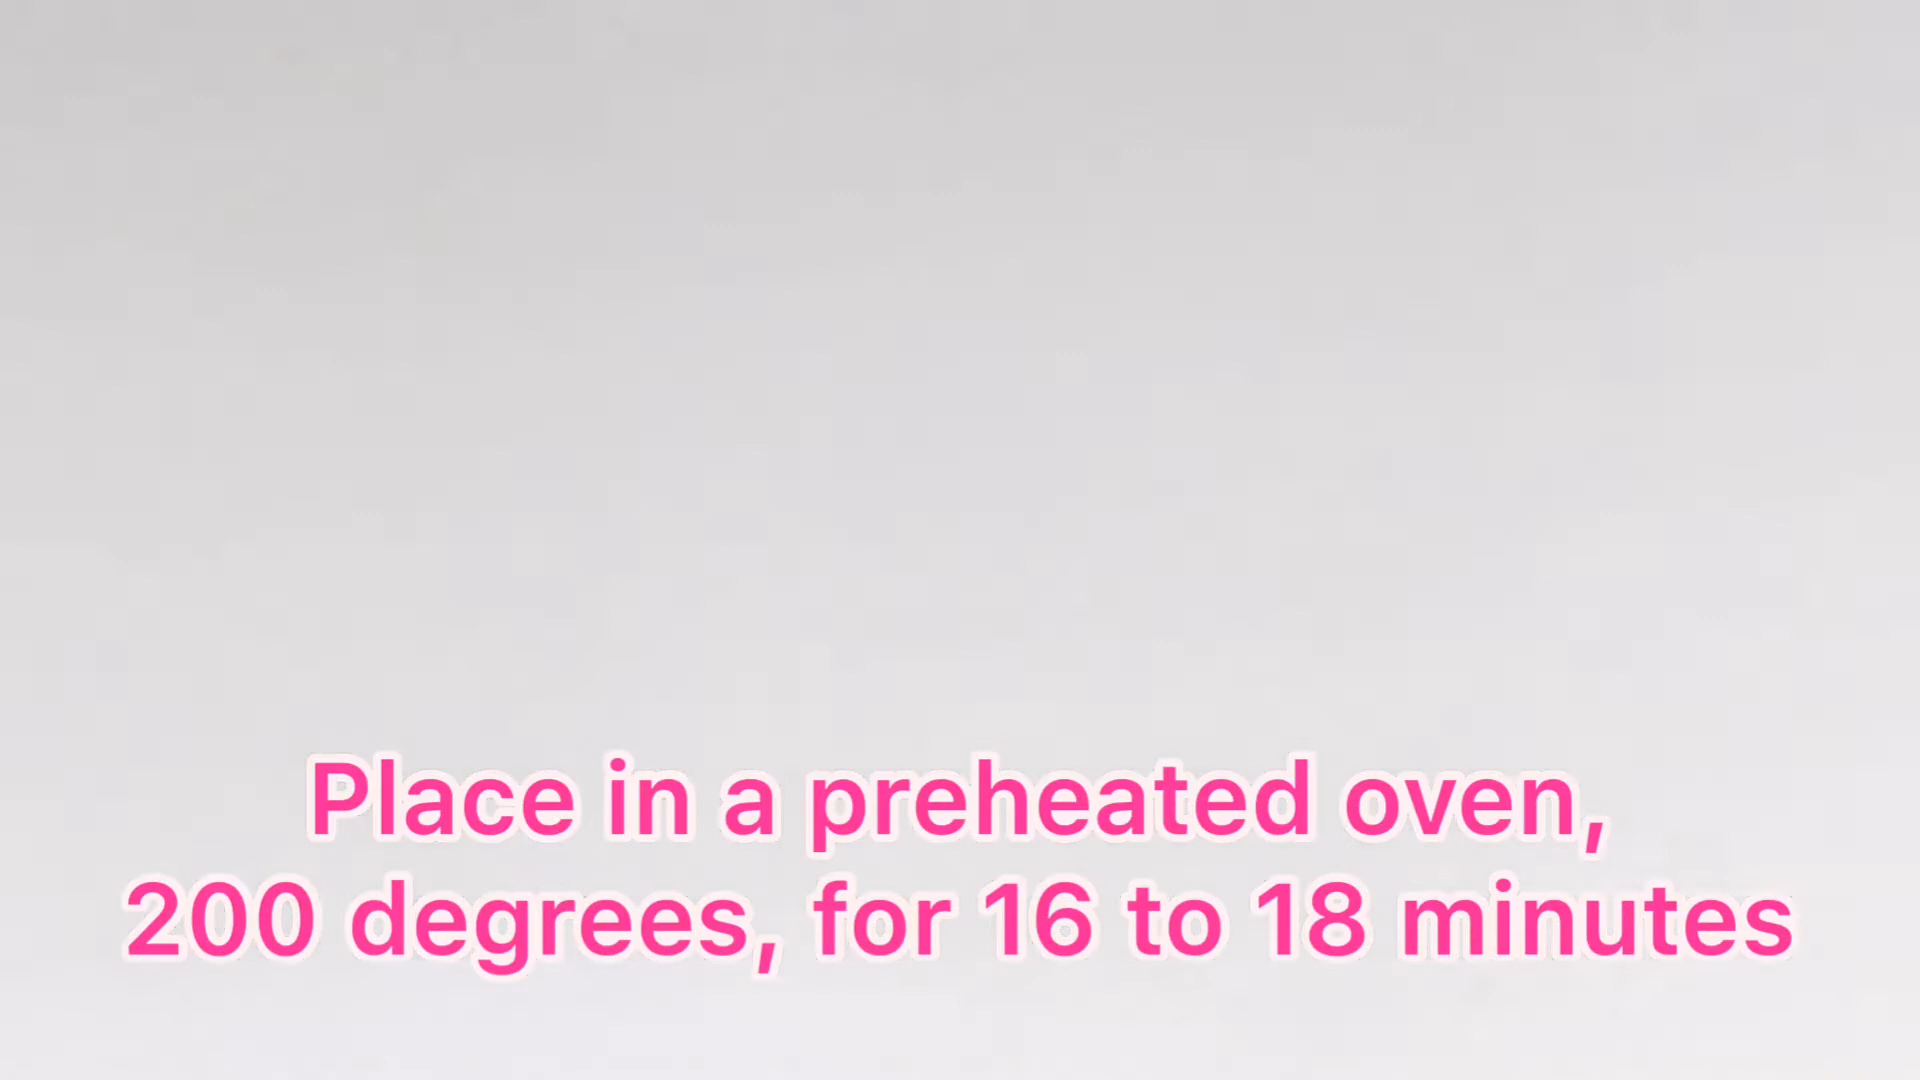 Place in a preheated oven,
200 degrees, for 16 to 18 minutes